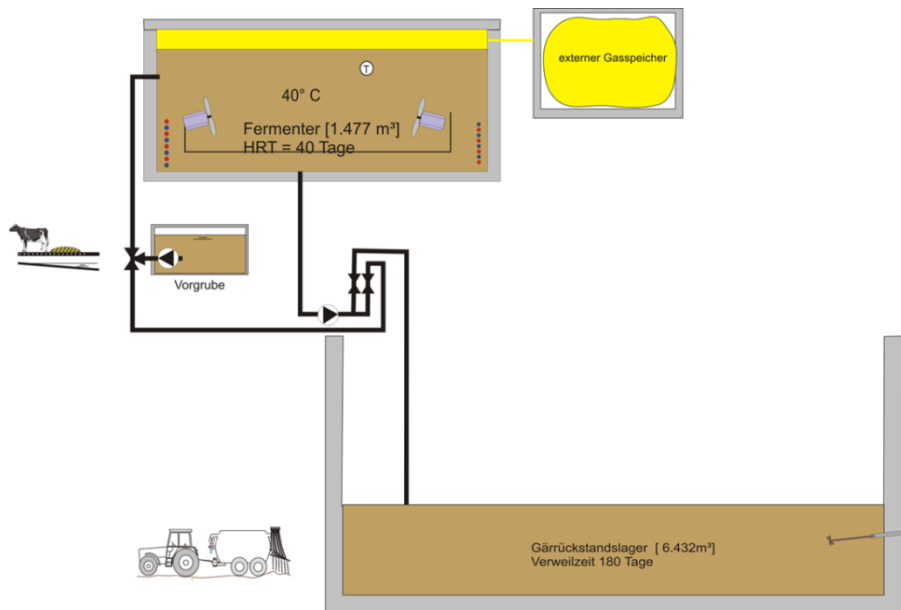 externer Gasspeicher
T
40° C
Fermenter [1.477 m³]
HRT = 40 Tage
Vorgrube
Gärrückstandslager [ 6.432m³]
Verweilzeit 180 Tage